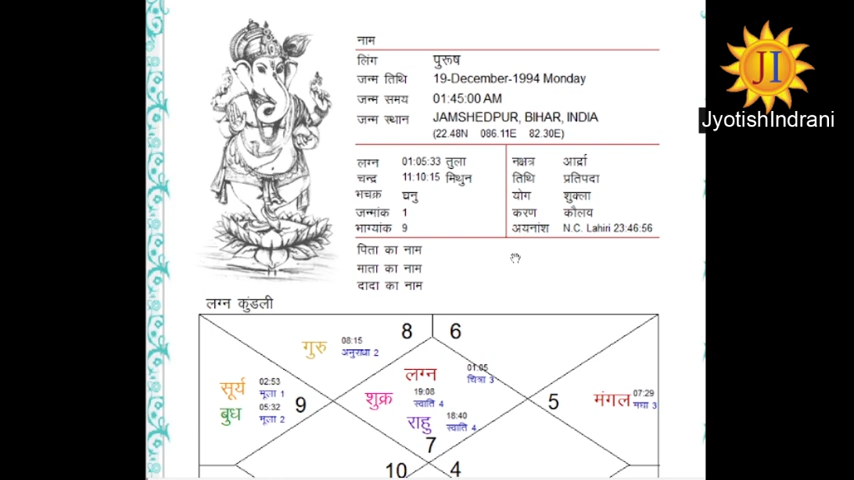 JI
JyotishIndrani
नाम
लिंग पुरूष
जन्म तिथि 19-December-1994 Monday
जन्म समय 01:45:00 AM
जन्म स्थान JAMSHEDPUR, BIHAR, INDIA
(22.48N 086.11E 82.30E)
लग्न 01:05:33 तुला
चन्द्र 11:10:15 मिथुन
भचक्र घनु
जन्मांक 1
भाग्यांक 9
नक्षत्र आर्द्रा
तिथि प्रतिपदा
योग शुक्ला
करण कौलव
अयनांश N.C. Lahiri 23:46:56
पिता का नाम
माता का नाम
दादा का नाम
लग्न कुंडली
8 6
गुरु 08:15
अनुराधा 2
लग्न 01:05
चित्रा 3
सूर्य 02:53
मूला 1
बुध 05:32
मूला 2
9
शुक्र 19:08
स्वाति 4
राहु 18:40
स्वाति 4
7
5
मंगल 07:29
मघा 3
10 4